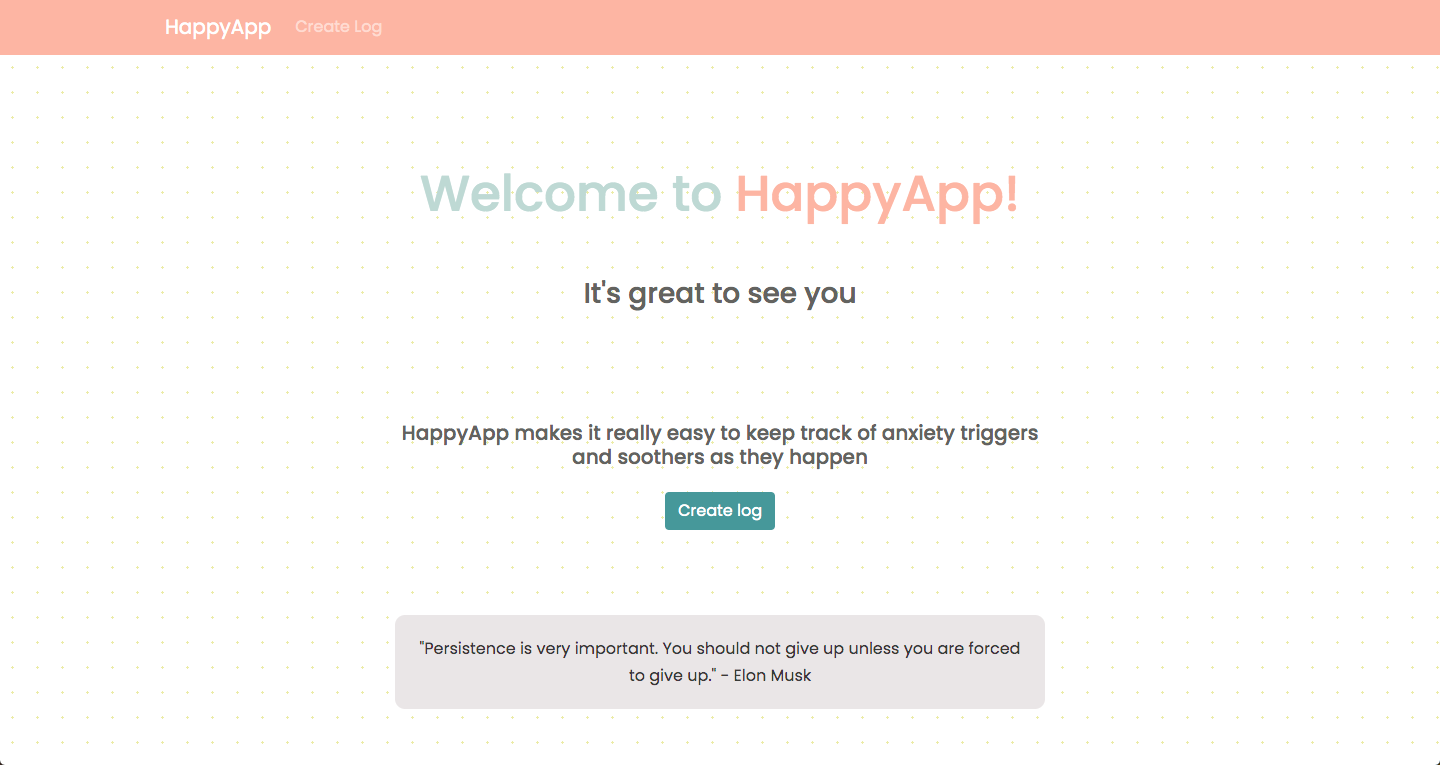 HappyApp Create Log
Welcome to HappyApp!
It's great to see you
HappyApp makes it really easy to keep track of anxiety triggers
and soothers as they happen
Create log
"Persistence is very important. You should not give up unless you are forced
to give up." - Elon Musk